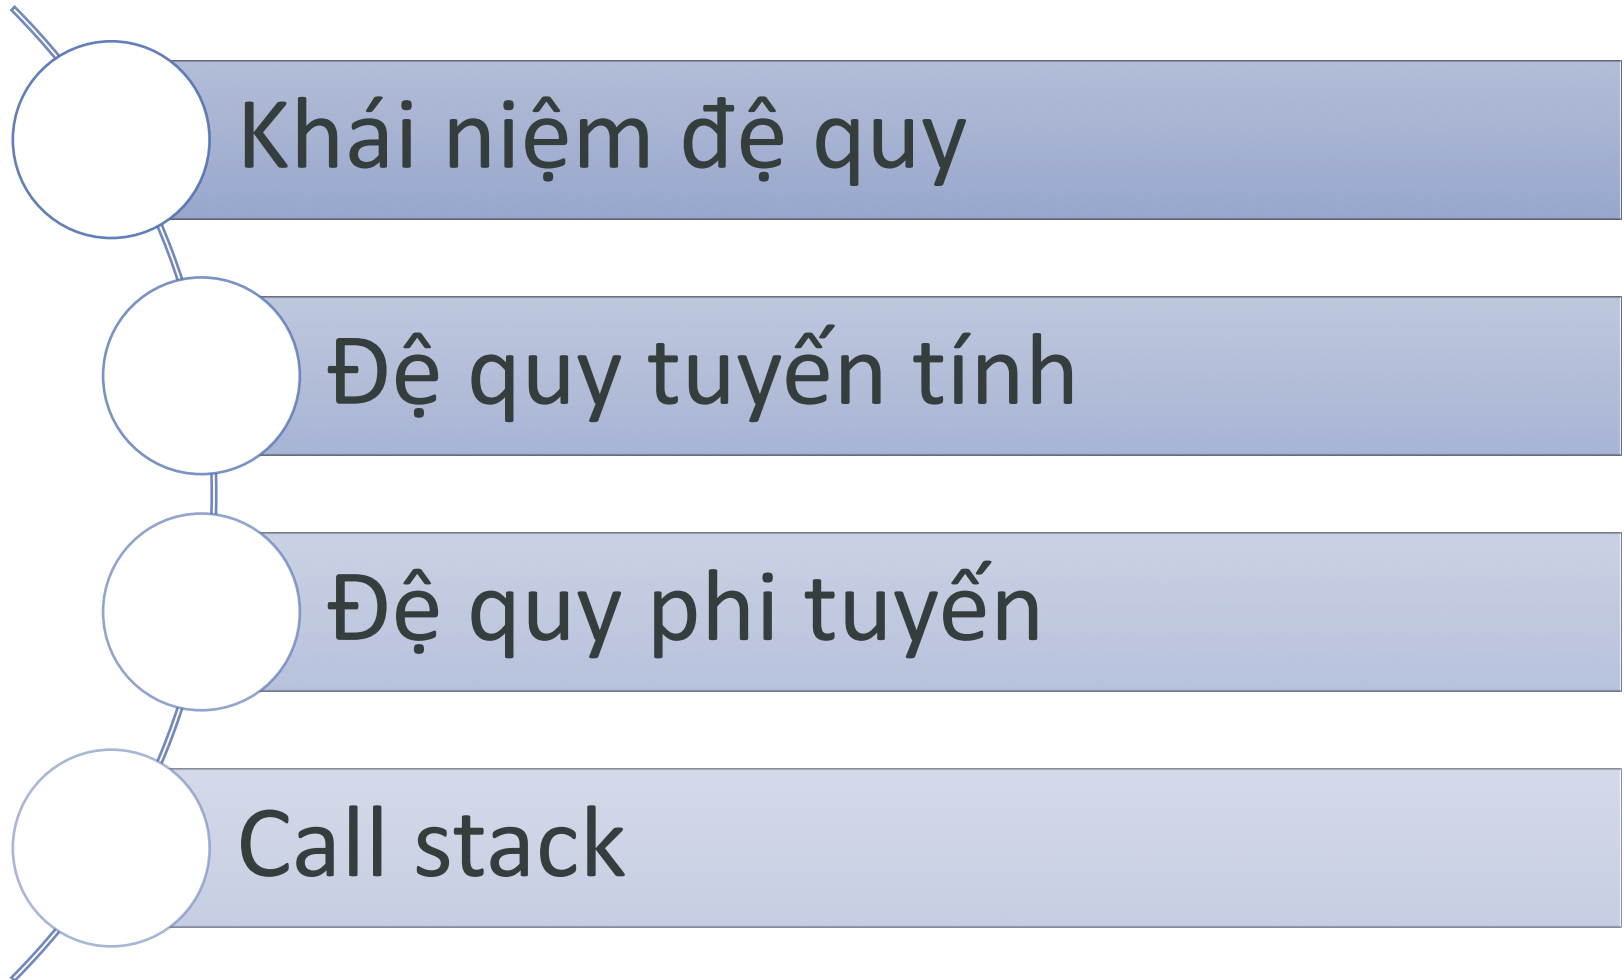 Khái niệm đệ quy
Đệ quy tuyến tính
Đệ quy phi tuyến
Call stack